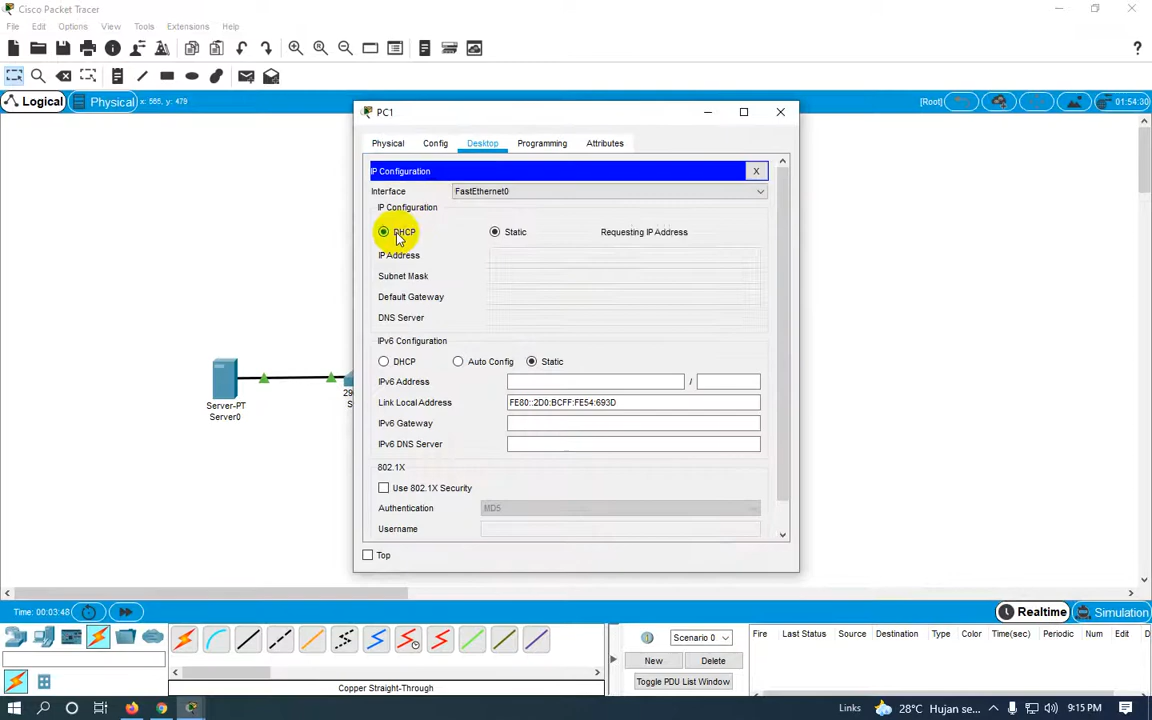 Cisco Packet Tracer
File Edit Options View Tools Extensions Help
Logical Physical x: 565, y: 479 [Root] 01:54:30
PC1
Physical Config Desktop Programming Attributes
IP Configuration X
Interface FastEthernet0
IP Configuration
DHCP Static Requesting IP Address
IP Address
Subnet Mask
Default Gateway
DNS Server
IPv6 Configuration
DHCP Auto Config Static
IPv6 Address /
Link Local Address FE80::2D0:BCFF:FE54:693D
IPv6 Gateway
IPv6 DNS Server
802.1X
Use 802.1X Security
Authentication MD5
Username
Top
Server-PT
Server0
29
S
Time: 00:03:48 Realtime Simulation
Scenario 0 Fire Last Status Source Destination Type Color Time(sec) Periodic Num Edit
New Delete
Toggle PDU List Window
Copper Straight-Through
Links 28°C Hujan se... 9:15 PM